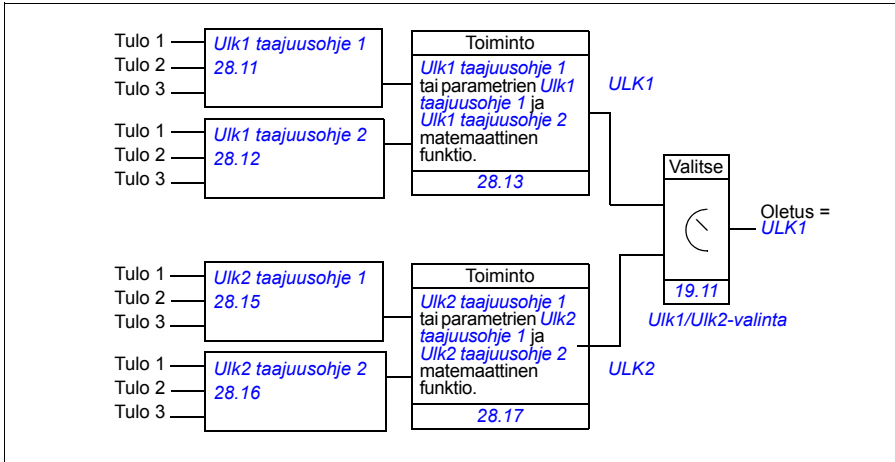 Tulo 1
Tulo 2
Tulo 3
Ulk1 taajuusohje 1
28.11
Tulo 1
Tulo 2
Tulo 3
Ulk1 taajuusohje 2
28.12
Toiminto
Ulk1 taajuusohje 1
tai parametrien Ulk1
taajuusohje 1 ja
Ulk1 taajuusohje 2
matemaattinen
funktio.
28.13
ULK1
Valitse
19.11
Ulk1/Ulk2-valinta
Oletus =
ULK1
Tulo 1
Tulo 2
Tulo 3
Ulk2 taajuusohje 1
28.15
Tulo 1
Tulo 2
Tulo 3
Ulk2 taajuusohje 2
28.16
Toiminto
Ulk2 taajuusohje 1
tai parametrien Ulk2
taajuusohje 1 ja
Ulk2 taajuusohje 2
matemaattinen
funktio.
28.17
ULK2